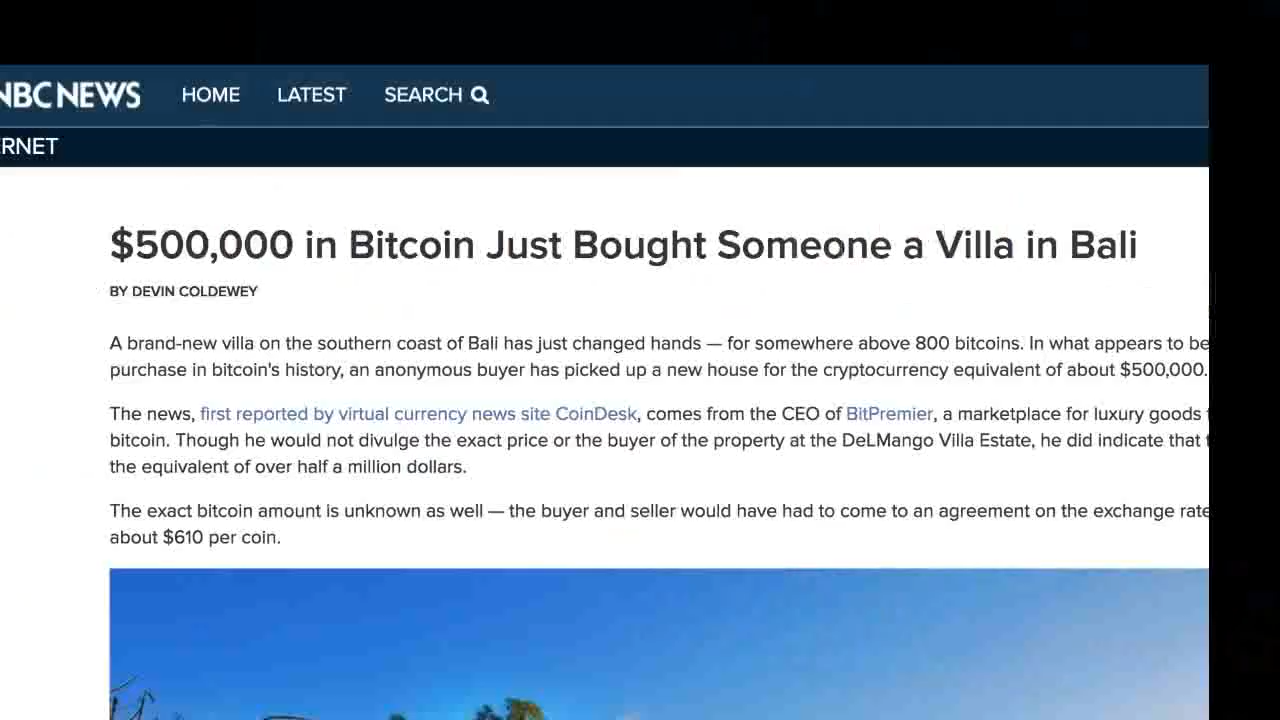 NBC NEWS HOME LATEST SEARCH
RNET
$500,000 in Bitcoin Just Bought Someone a Villa in Bali
BY DEVIN COLDEWEY
A brand-new villa on the southern coast of Bali has just changed hands — for somewhere above 800 bitcoins. In what appears to be
purchase in bitcoin's history, an anonymous buyer has picked up a new house for the cryptocurrency equivalent of about $500,000.
The news, first reported by virtual currency news site CoinDesk, comes from the CEO of BitPremier, a marketplace for luxury goods
bitcoin. Though he would not divulge the exact price or the buyer of the property at the DeLMango Villa Estate, he did indicate that
the equivalent of over half a million dollars.
The exact bitcoin amount is unknown as well — the buyer and seller would have had to come to an agreement on the exchange rate
about $610 per coin.